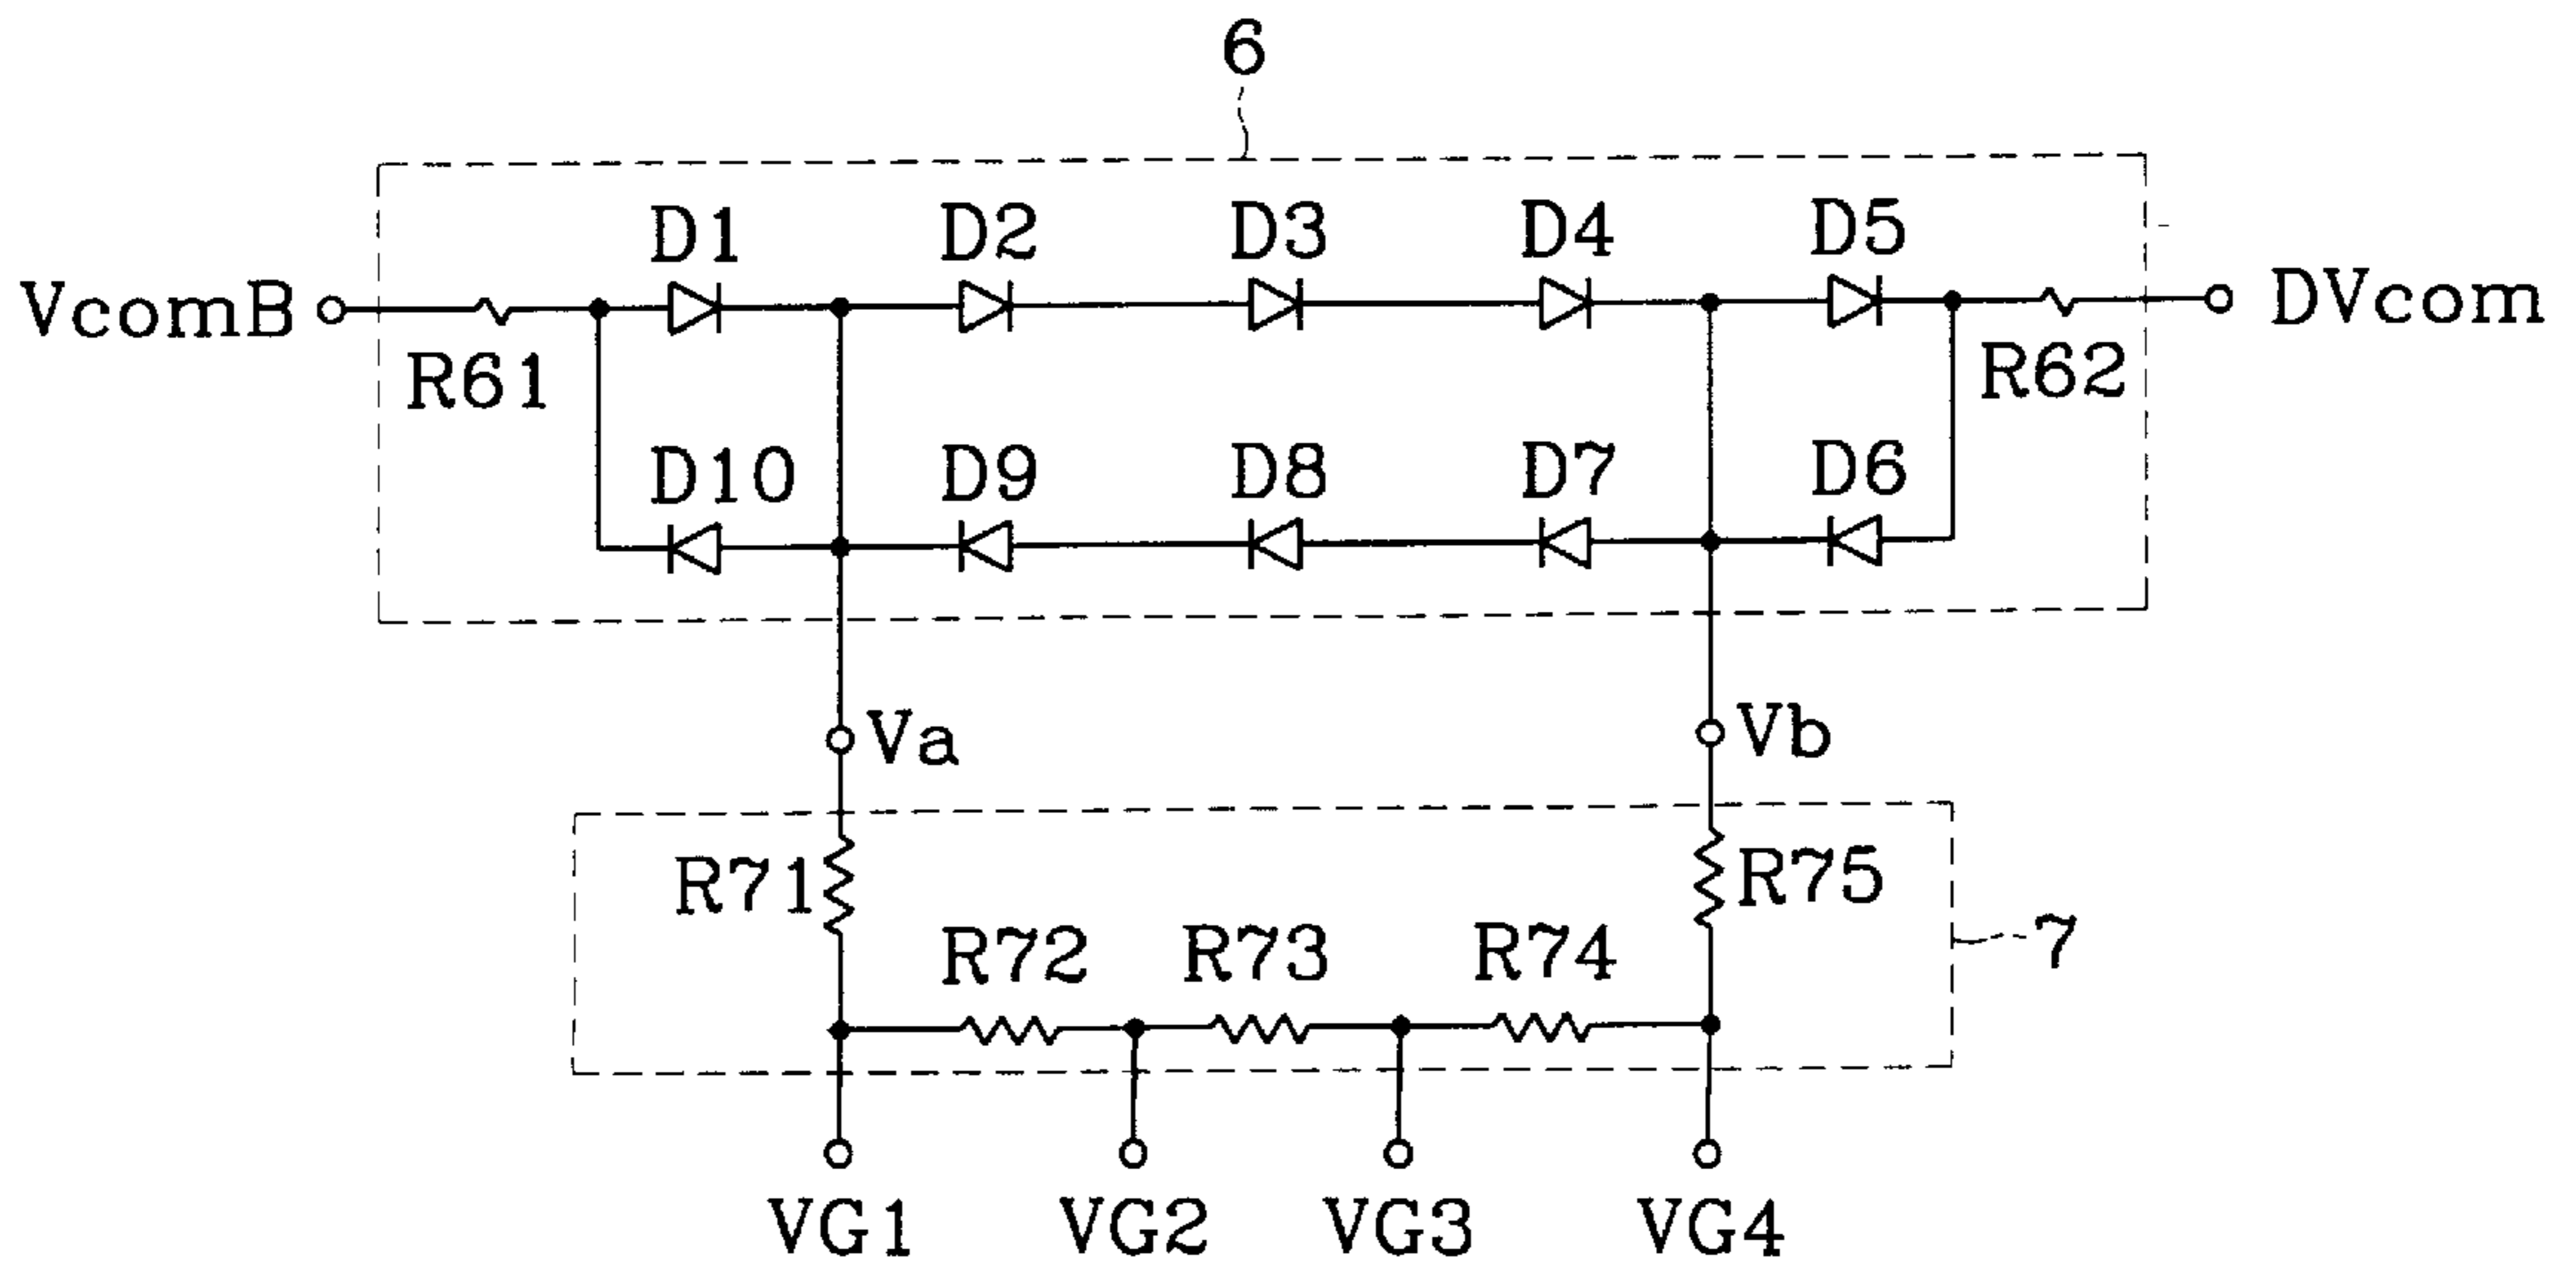 6
D1 D2 D3 D4 D5
VcomB DVcom
R61 R62
D10 D9 D8 D7 D6
Va Vb
R71 R75
R72 R73 R74 7
VG1 VG2 VG3 VG4